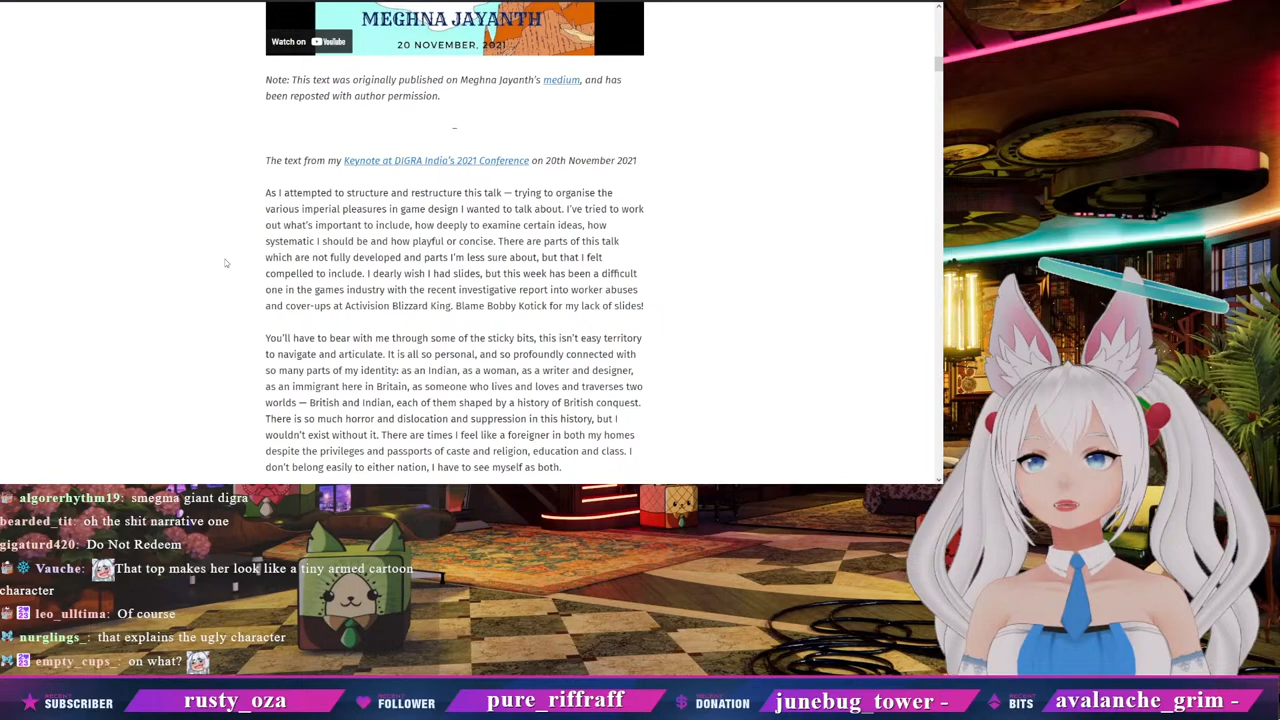 MEGHNA JAYANTH
20 NOVEMBER, 2021
Watch on YouTube
Note: This text was originally published on Meghna Jayanth's medium, and has
been reposted with author permission.
–
The text from my Keynote at DIGRA India's 2021 Conference on 20th November 2021
As I attempted to structure and restructure this talk — trying to organise the
various imperial pleasures in game design I wanted to talk about. I've tried to work
out what's important to include, how deeply to examine certain ideas, how
systematic I should be and how playful or concise. There are parts of this talk
which are not fully developed and parts I'm less sure about, but that I felt
compelled to include. I dearly wish I had slides, but this week has been a difficult
one in the games industry with the recent investigative report into worker abuses
and cover-ups at Activision Blizzard King. Blame Bobby Kotick for my lack of slides!
You'll have to bear with me through some of the sticky bits, this isn't easy territory
to navigate and articulate. It is all so personal, and so profoundly connected with
so many parts of my identity: as an Indian, as a woman, as a writer and designer,
as an immigrant here in Britain, as someone who lives and loves and traverses two
worlds — British and Indian, each of them shaped by a history of British conquest.
There is so much horror and dislocation and suppression in this history, but I
wouldn't exist without it. There are times I feel like a foreigner in both my homes
despite the privileges and passports of caste and religion, education and class. I
don't belong easily to either nation, I have to see myself as both.
algorerhythm19: smegma giant digra
bearded_tit: oh the shit narrative one
gigaturd420: Do Not Redeem
Vauche: That top makes her look like a tiny armed cartoon
character
leo_ulltima: Of course
nurglings_: that explains the ugly character
empty_cups_: on what?
RECENT SUBSCRIBER rusty_oza
RECENT FOLLOWER pure_riffraff
RECENT DONATION junebug_tower -
RECENT BITS avalanche_grim -